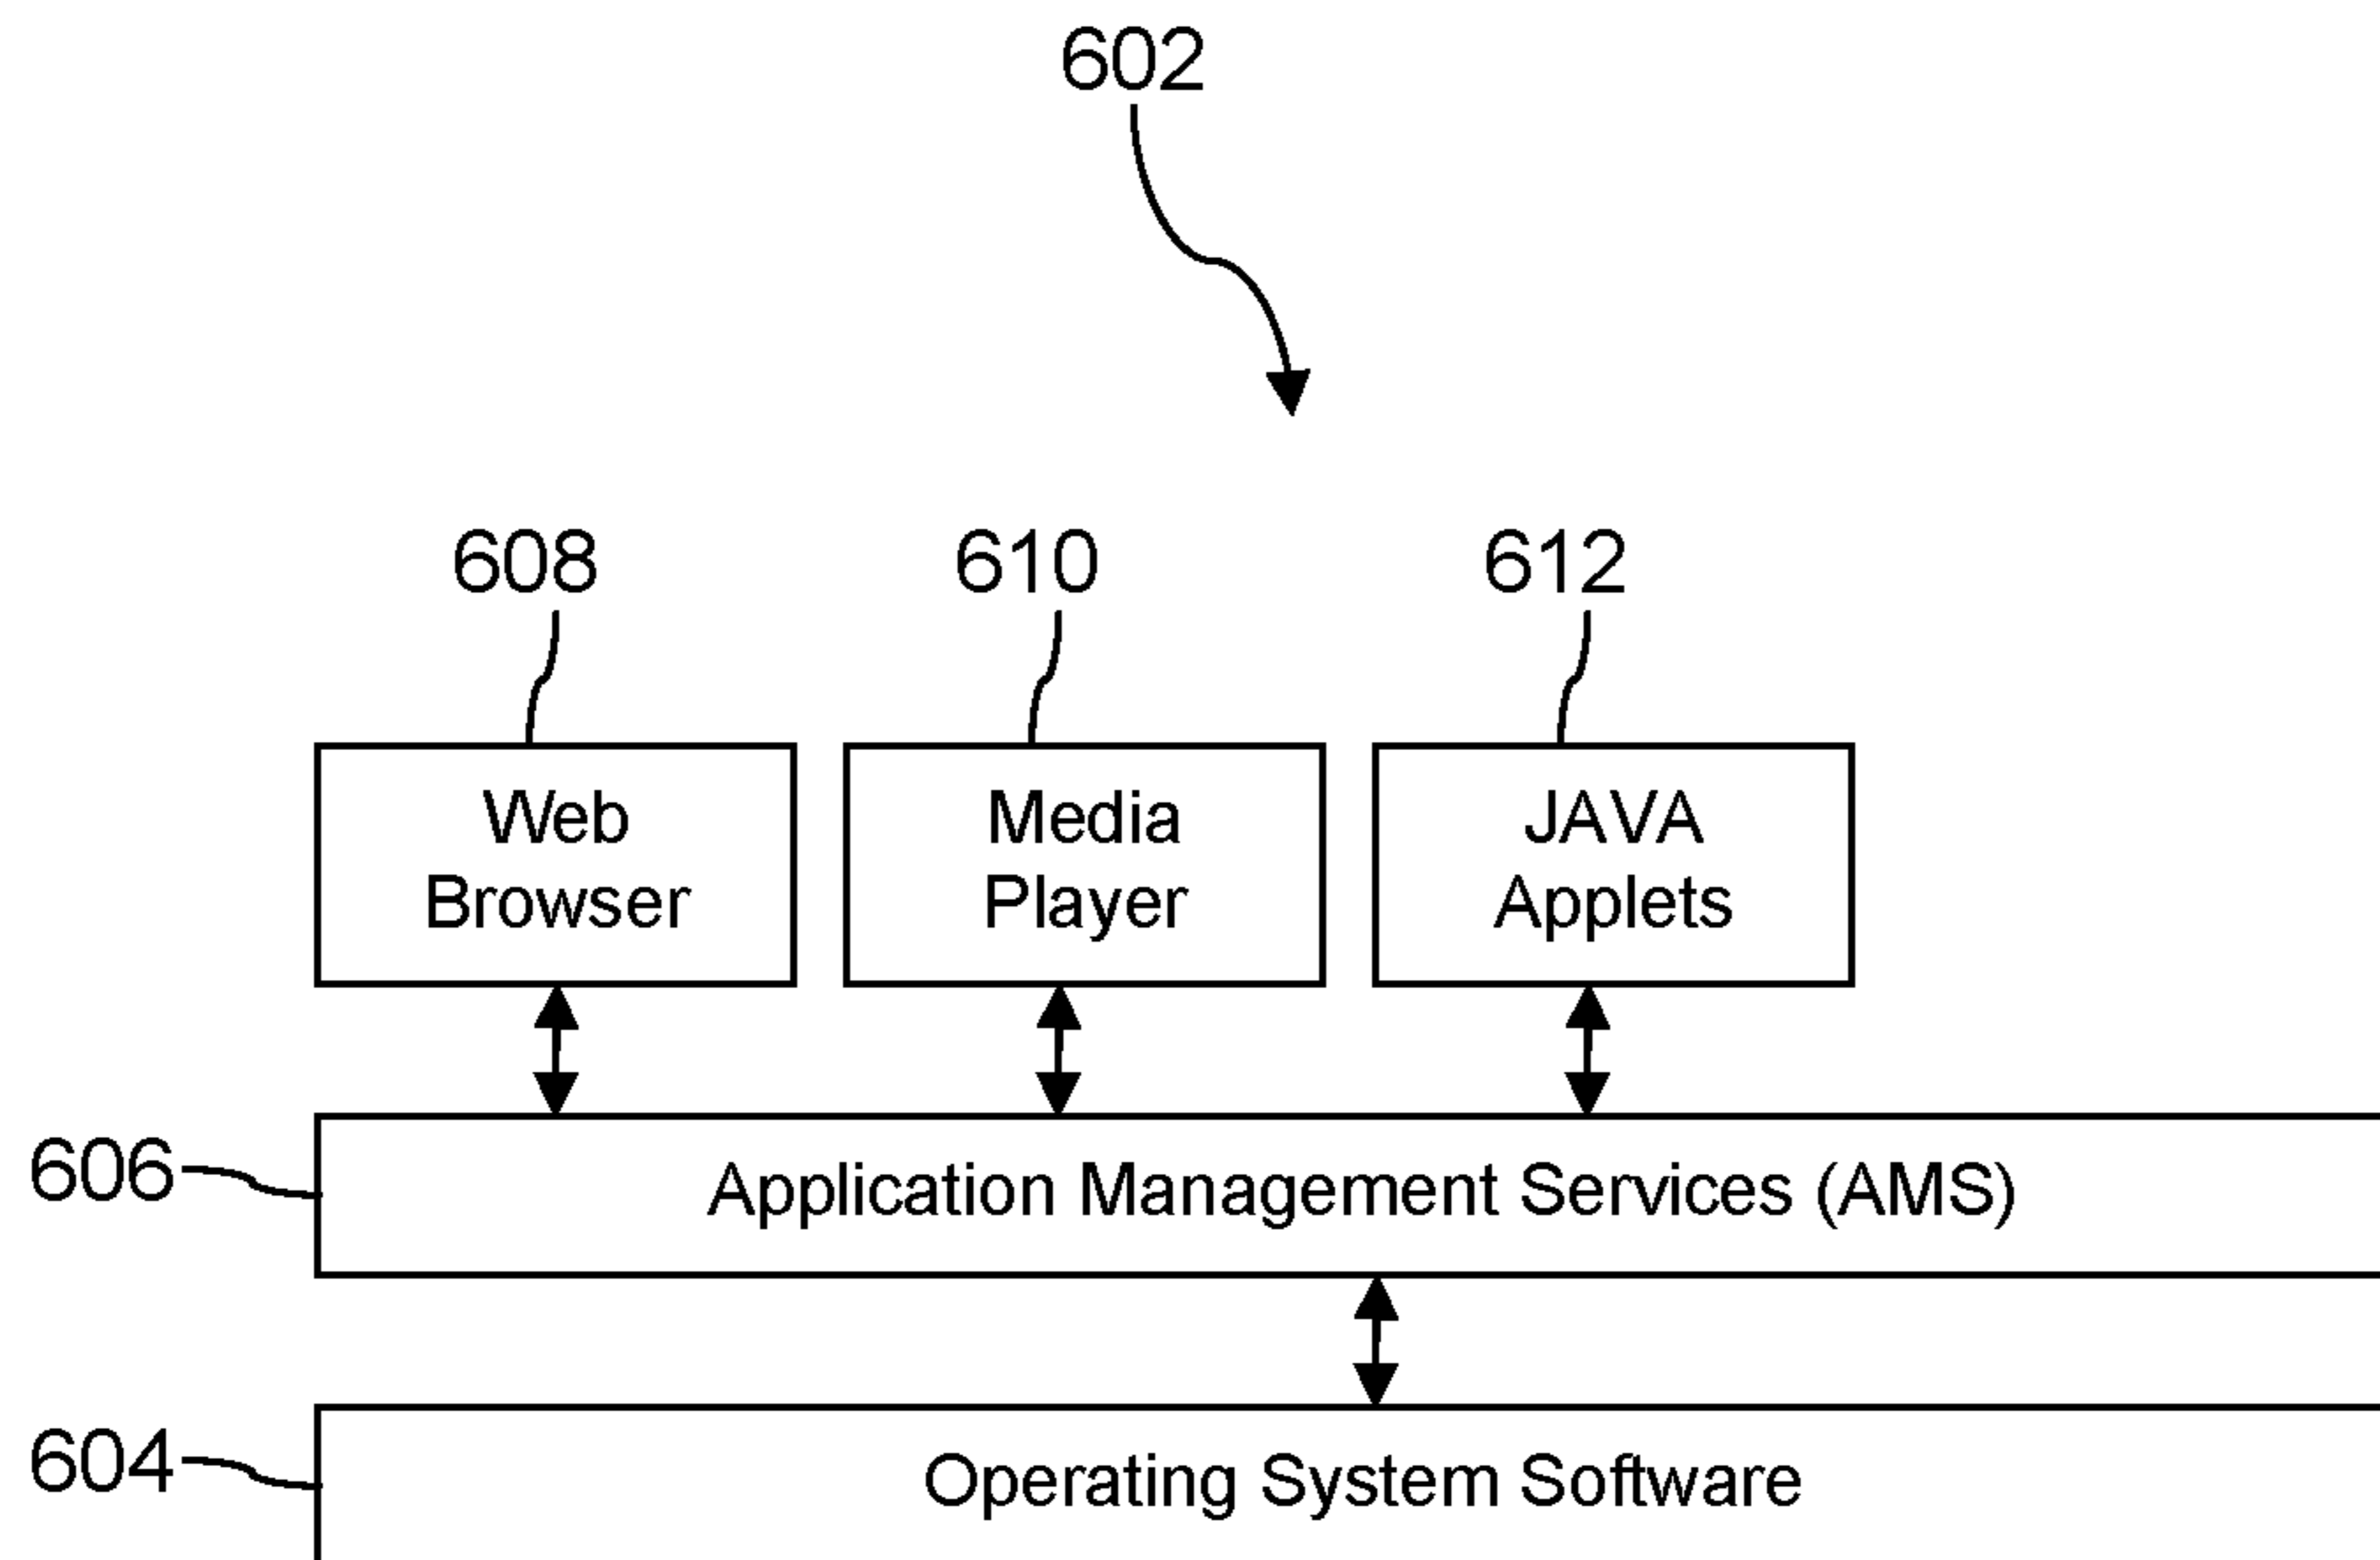 602
608
610
612
Web
Browser
Media
Player
JAVA
Applets
606
Application Management Services (AMS)
604
Operating System Software